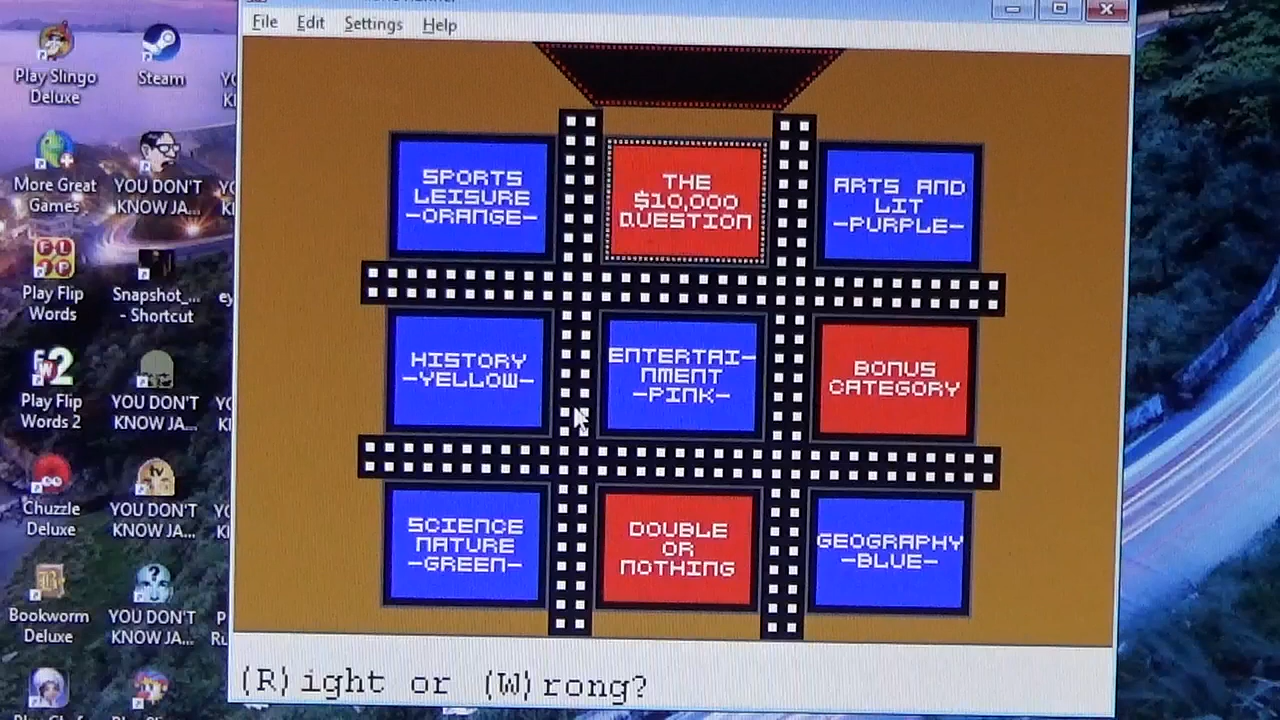 File Edit Settings Help
SPORTS
LEISURE
-ORANGE-
THE
$10,000
QUESTION
ARTS AND
LIT
-PURPLE-
HISTORY
-YELLOW-
ENTERTAI-
NMENT
-PINK-
BONUS
CATEGORY
SCIENCE
NATURE
-GREEN-
DOUBLE
OR
NOTHING
GEOGRAPHY
-BLUE-
(R)ight or (W)rong?
Play Slingo
Deluxe
Steam
More Great
Games
YOU DON'T
KNOW JA...
Play Flip
Words
Snapshot_...
- Shortcut
Play Flip
Words 2
YOU DON'T
KNOW JA...
Chuzzle
Deluxe
YOU DON'T
KNOW JA...
Bookworm
Deluxe
YOU DON'T
KNOW JA...